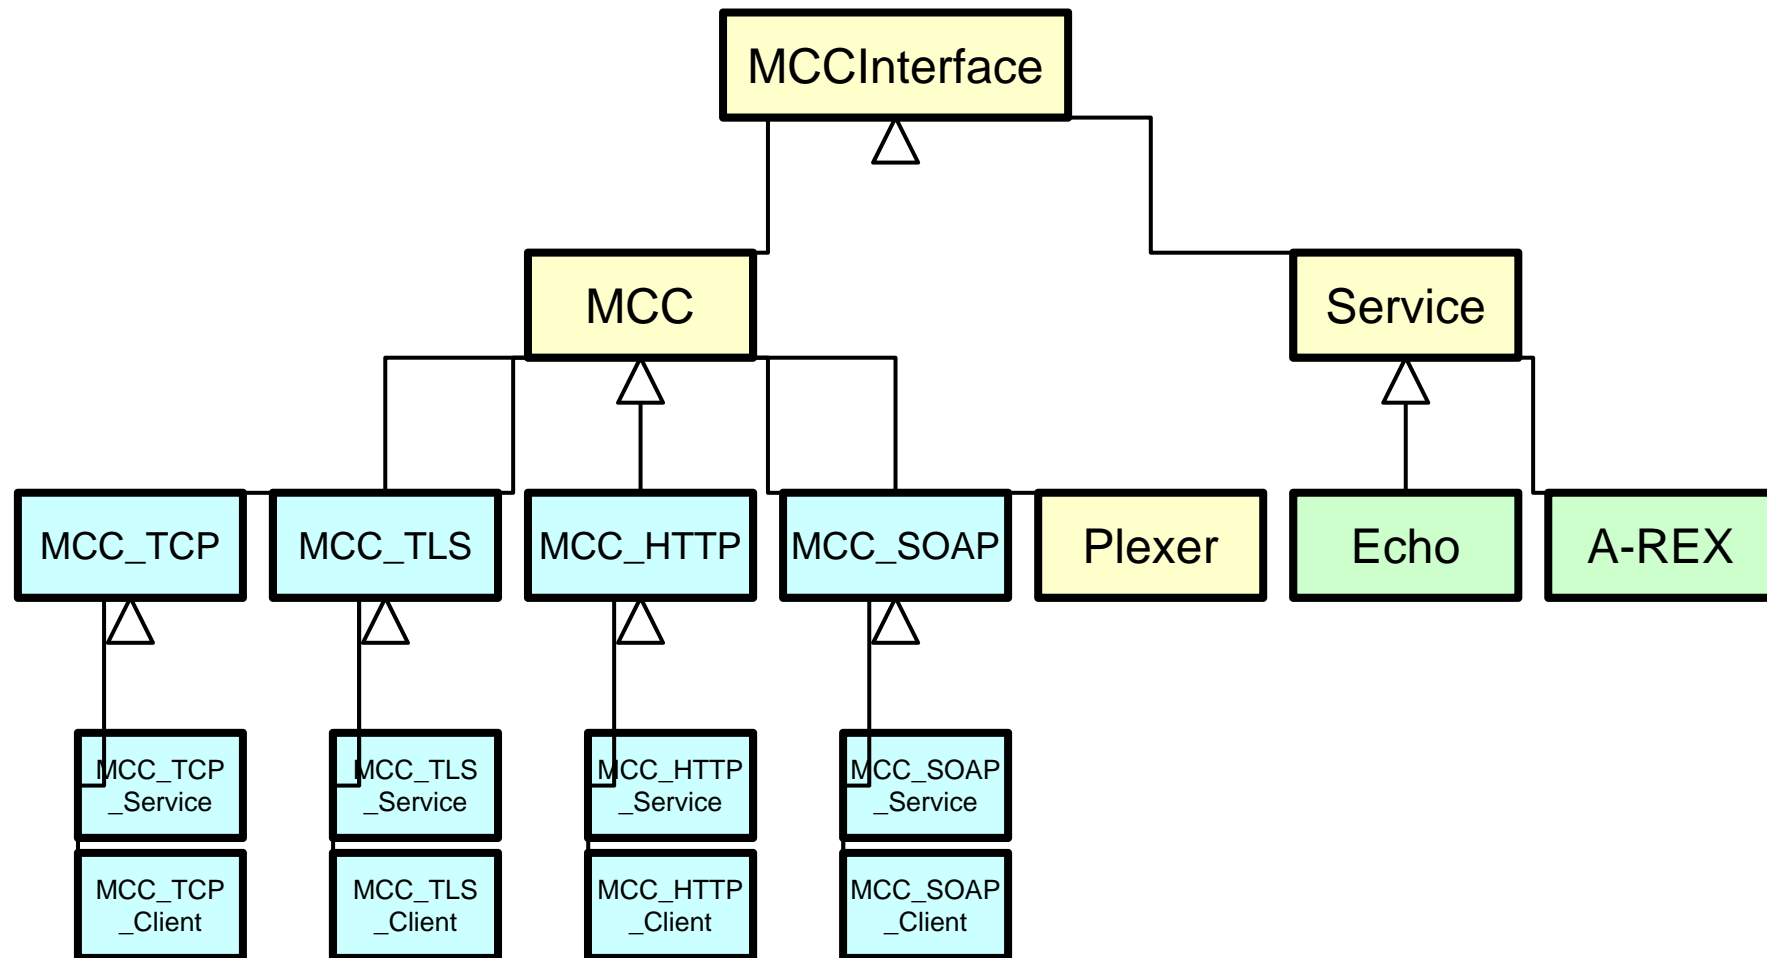 MCCInterface
MCC
Service
MCC_TCP
MCC_TLS
MCC_HTTP
MCC_SOAP
Plexer
Echo
A-REX
MCC_TCP
_Service
MCC_TLS
_Service
MCC_HTTP
_Service
MCC_SOAP
_Service
MCC_TCP
_Client
MCC_TLS
_Client
MCC_HTTP
_Client
MCC_SOAP
_Client